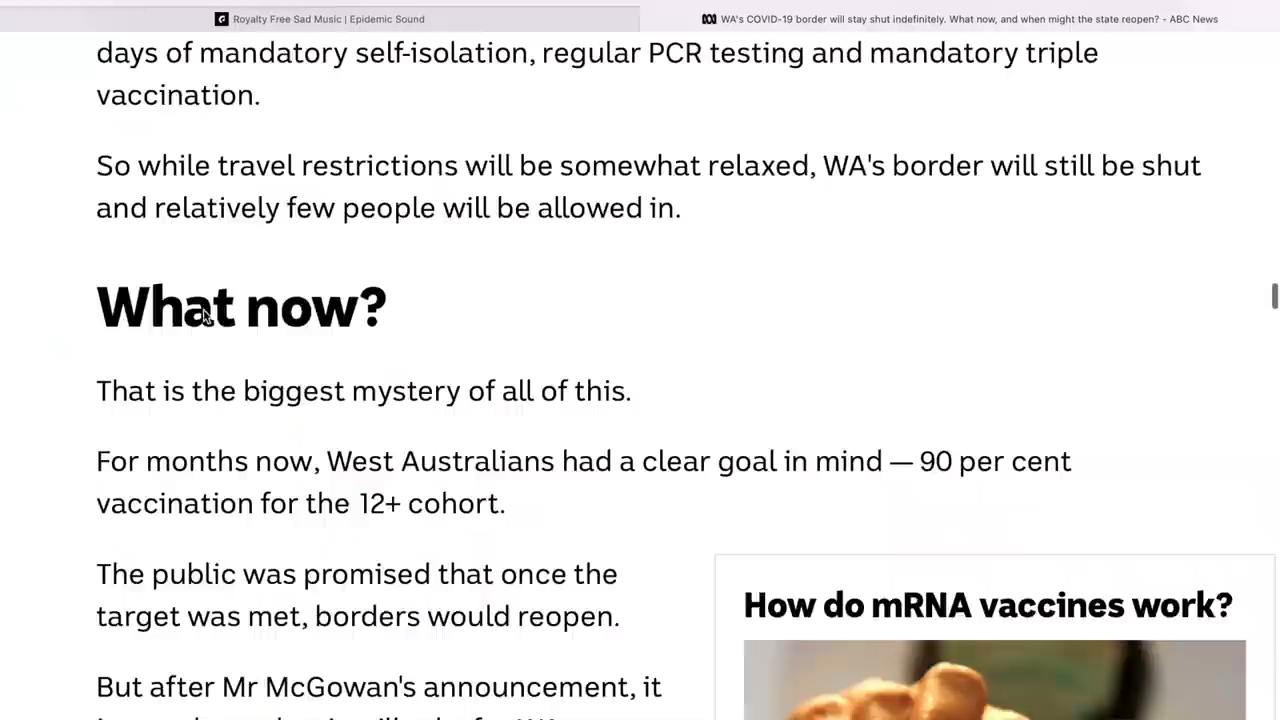 Royalty Free Sad Music | Epidemic Sound
WA's COVID-19 border will stay shut indefinitely. What now, and when might the state reopen? - ABC News
days of mandatory self-isolation, regular PCR testing and mandatory triple
vaccination.
So while travel restrictions will be somewhat relaxed, WA's border will still be shut
and relatively few people will be allowed in.
What now?
That is the biggest mystery of all of this.
For months now, West Australians had a clear goal in mind — 90 per cent
vaccination for the 12+ cohort.
The public was promised that once the
target was met, borders would reopen.
But after Mr McGowan's announcement, it
How do mRNA vaccines work?